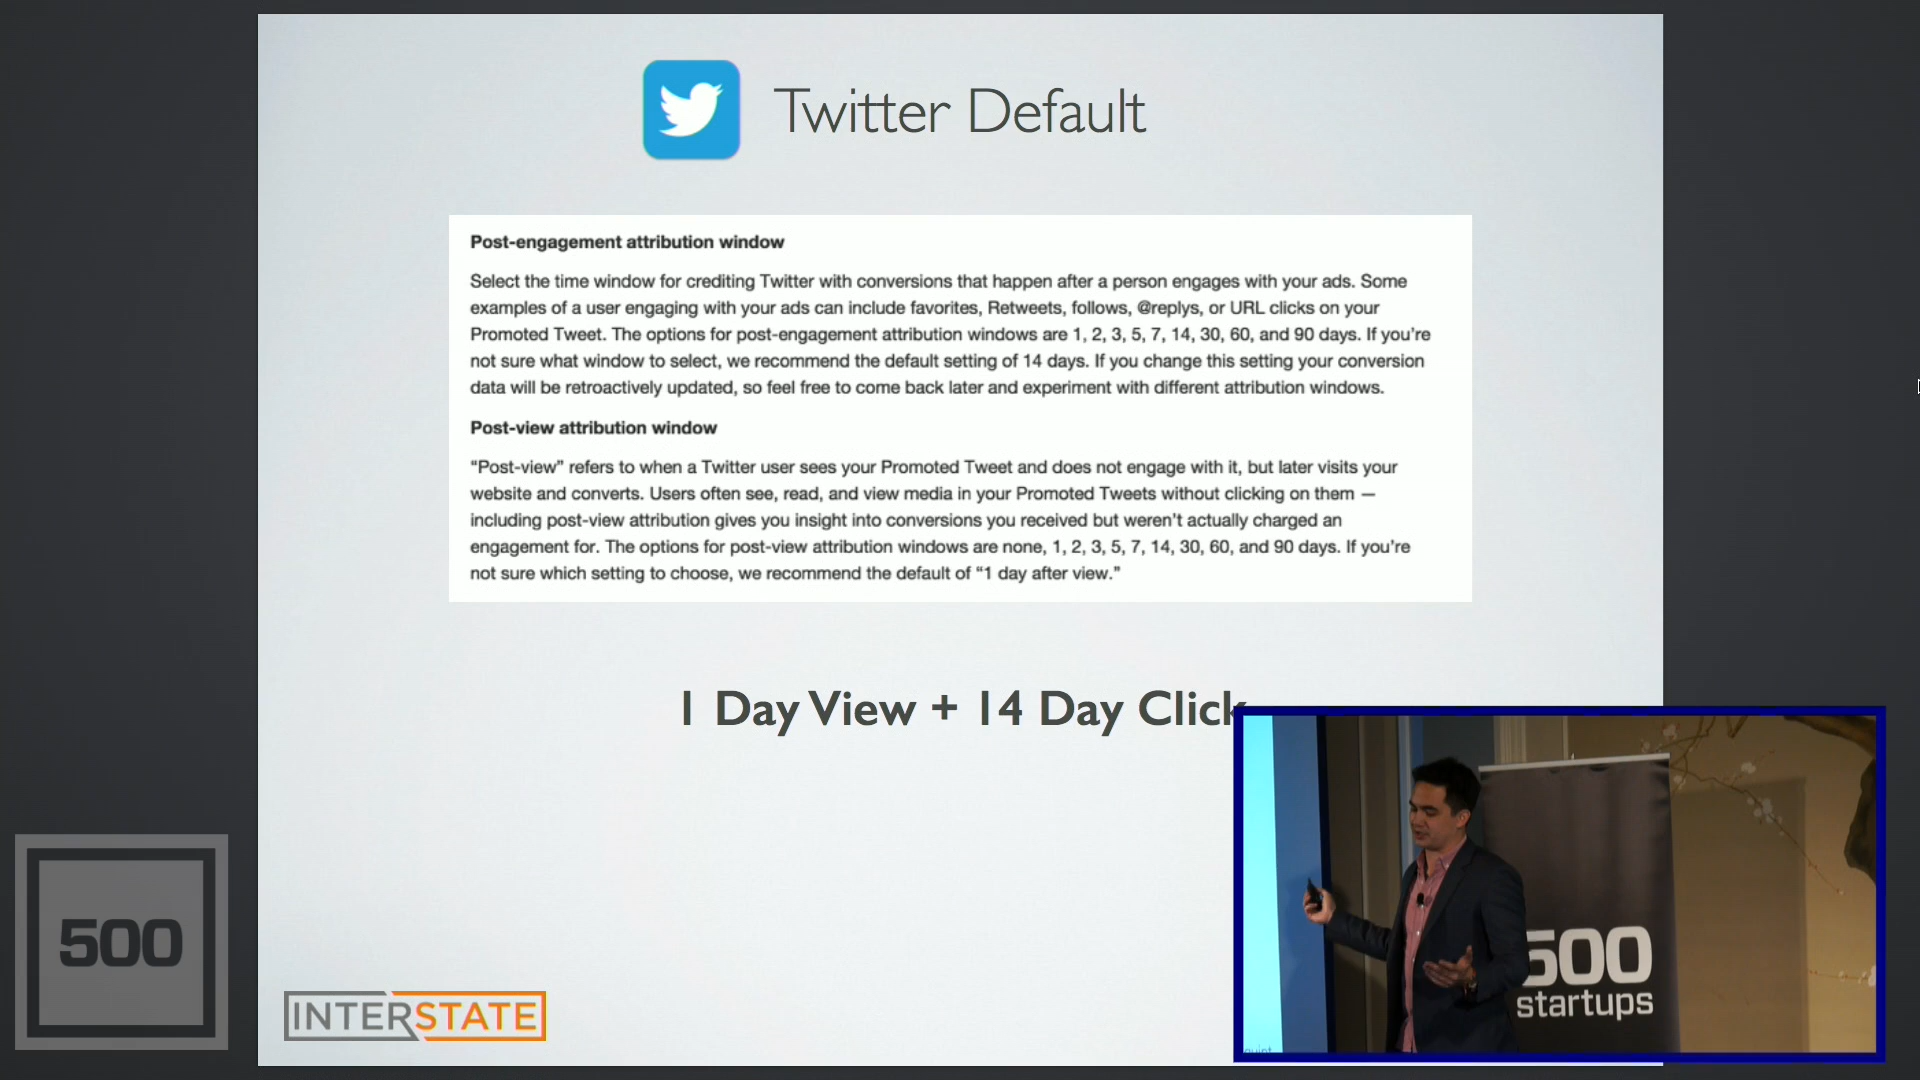 Twitter Default
Post-engagement attribution window
Select the time window for crediting Twitter with conversions that happen after a person engages with your ads. Some
examples of a user engaging with your ads can include favorites, Retweets, follows, @replys, or URL clicks on your
Promoted Tweet. The options for post-engagement attribution windows are 1, 2, 3, 5, 7, 14, 30, 60, and 90 days. If you’re
not sure what window to select, we recommend the default setting of 14 days. If you change this setting your conversion
data will be retroactively updated, so feel free to come back later and experiment with different attribution windows.
Post-view attribution window
“Post-view” refers to when a Twitter user sees your Promoted Tweet and does not engage with it, but later visits your
website and converts. Users often see, read, and view media in your Promoted Tweets without clicking on them —
including post-view attribution gives you insight into conversions you received but weren’t actually charged an
engagement for. The options for post-view attribution windows are none, 1, 2, 3, 5, 7, 14, 30, 60, and 90 days. If you’re
not sure which setting to choose, we recommend the default of “1 day after view.”
1 Day View + 14 Day Click
500
INTERSTATE
500
startups